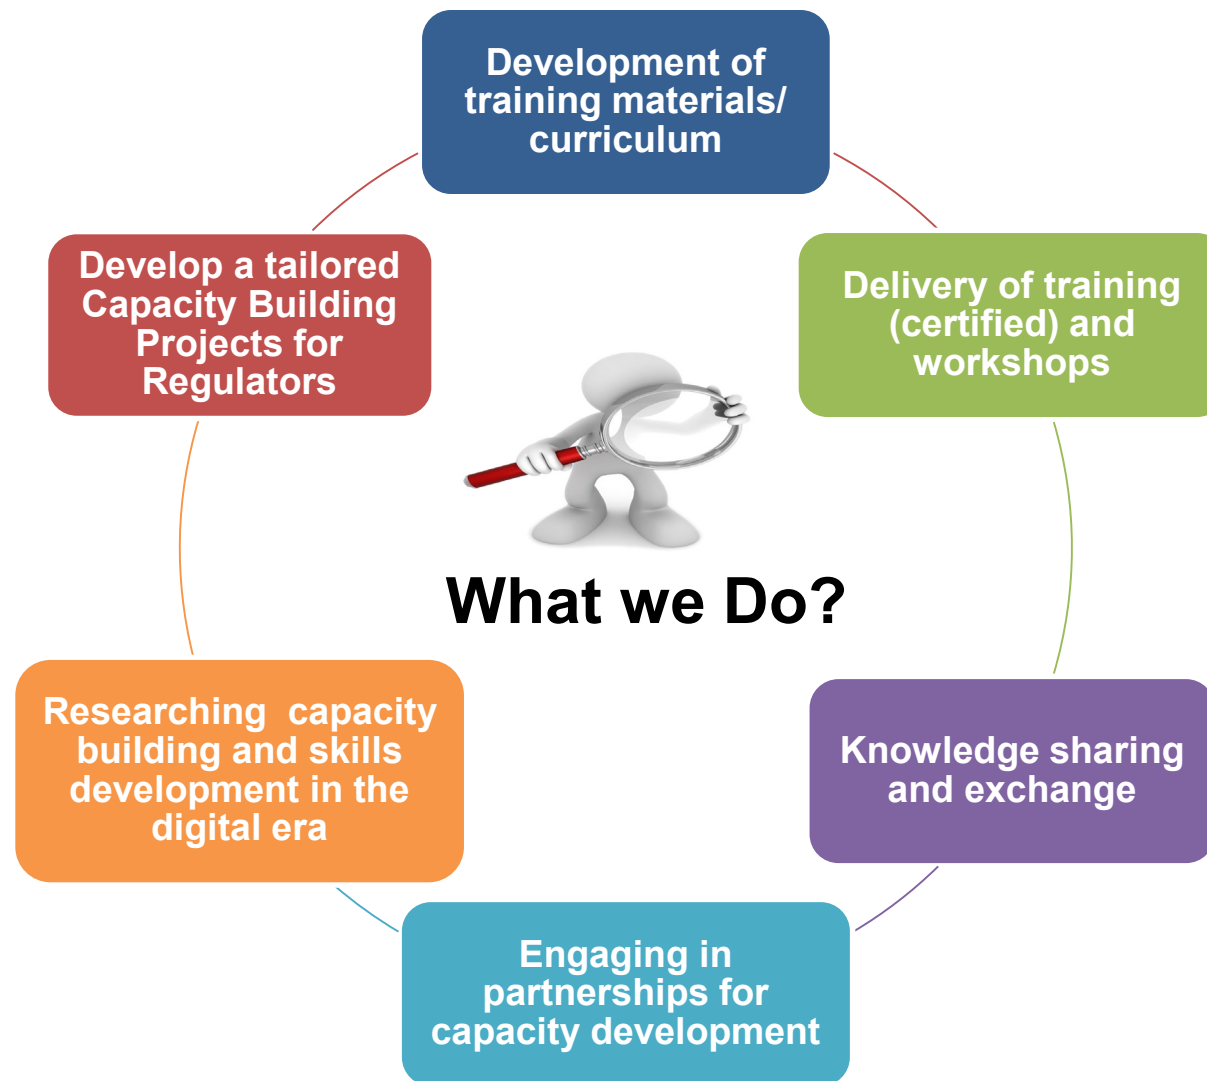 Development of
training materials/
curriculum
Delivery of training
(certified) and
workshops
Knowledge sharing
and exchange
Engaging in
partnerships for
capacity development
Researching  capacity
building and skills
development in the
digital era
Develop a tailored
Capacity Building
Projects for
Regulators
What we Do?